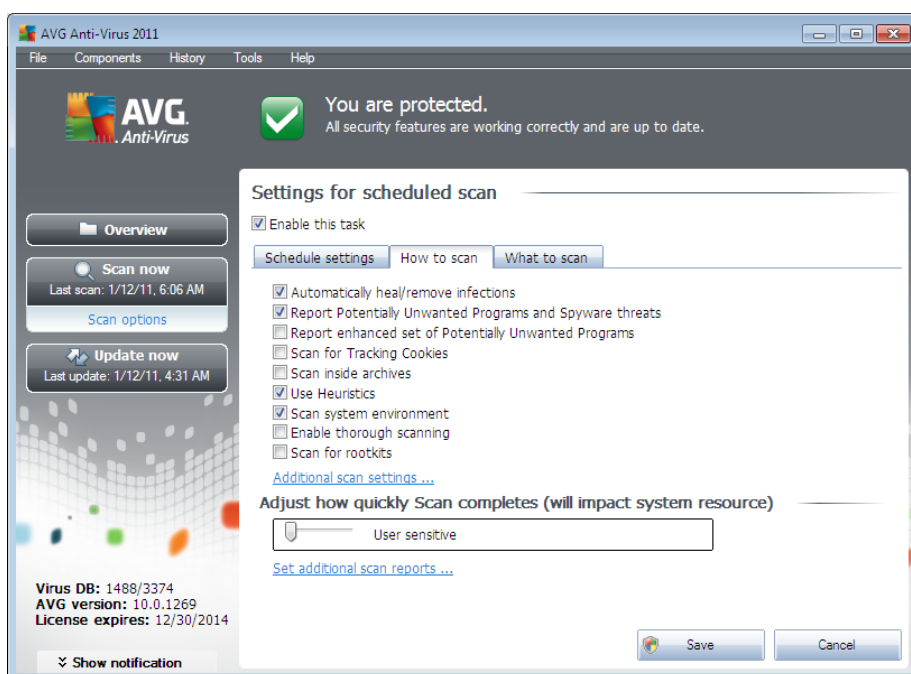 AVG Anti-Virus 2011
File Components History Tools Help
AVG.
Anti-Virus
You are protected.
All security features are working correctly and are up to date.
Overview
Scan now
Last scan: 1/12/11, 6:06 AM
Scan options
Update now
Last update: 1/12/11, 4:31 AM
Virus DB: 1488/3374
AVG version: 10.0.1269
License expires: 12/30/2014
Show notification
Settings for scheduled scan
Enable this task
Schedule settings How to scan What to scan
Automatically heal/remove infections
Report Potentially Unwanted Programs and Spyware threats
Report enhanced set of Potentially Unwanted Programs
Scan for Tracking Cookies
Scan inside archives
Use Heuristics
Scan system environment
Enable thorough scanning
Scan for rootkits
Additional scan settings ...
Adjust how quickly Scan completes (will impact system resource)
User sensitive
Set additional scan reports ...
Save Cancel